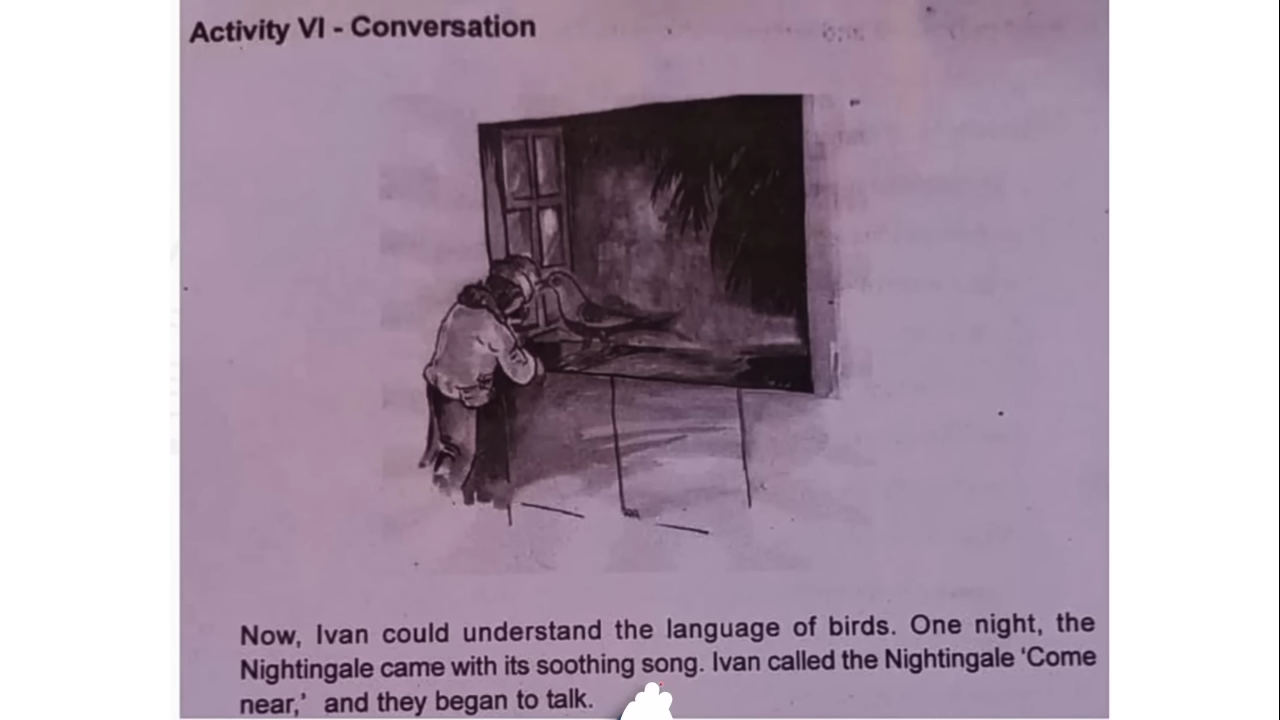 Activity VI - Conversation
Now, Ivan could understand the language of birds. One night, the
Nightingale came with its soothing song. Ivan called the Nightingale 'Come
near,' and they began to talk.